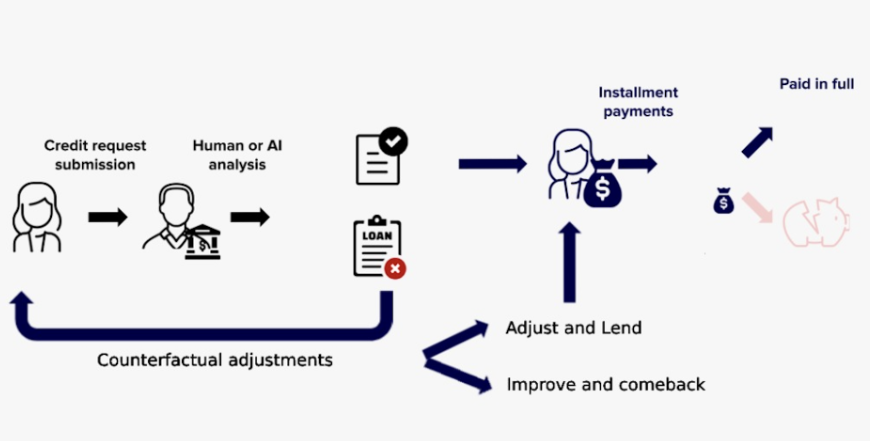 Credit request
submission
Human or AI
analysis
LOAN
Installment
payments
$
$
$
Paid in full
Counterfactual adjustments
Adjust and Lend
Improve and comeback